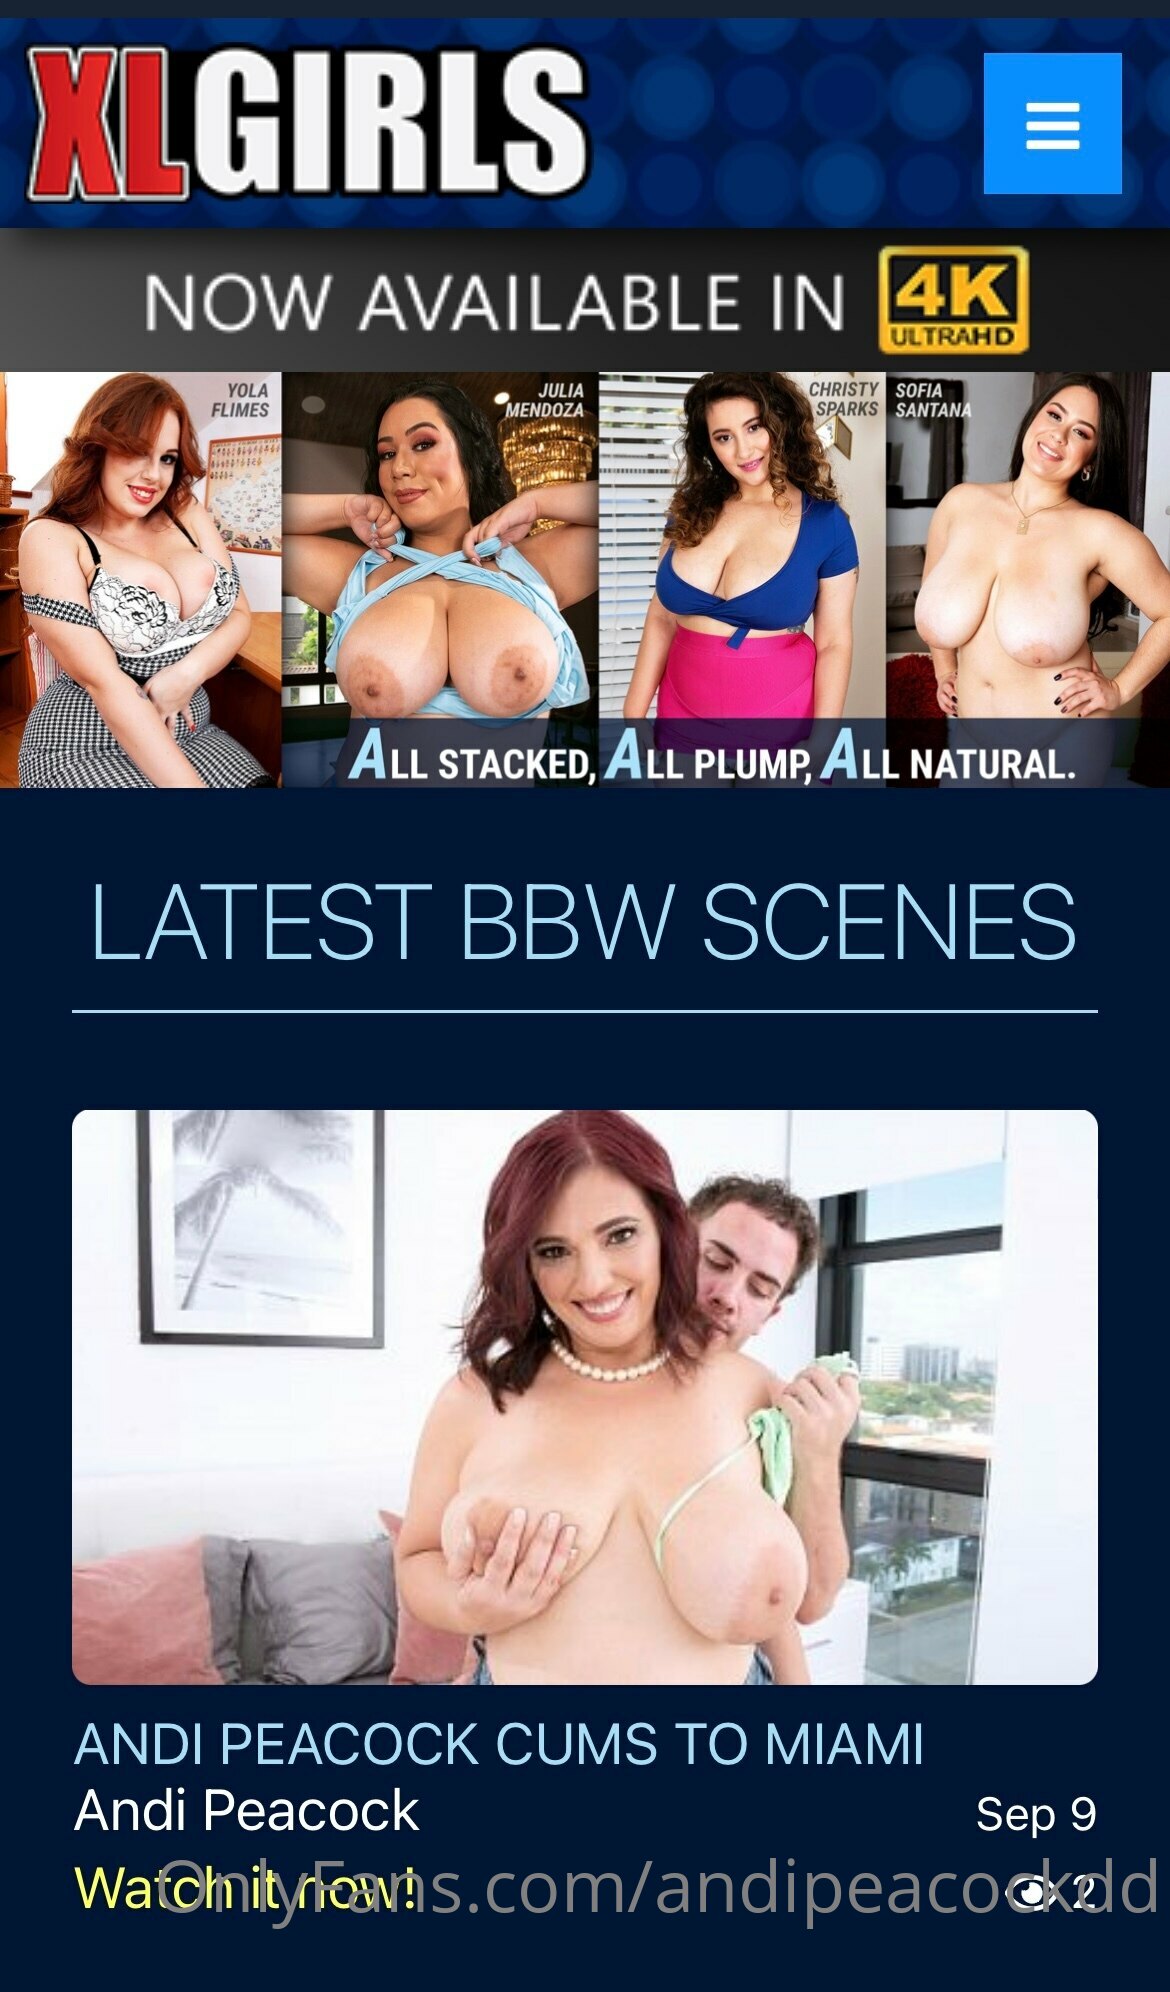 XLGIRLS
NOW AVAILABLE IN 4K
ULTRAHD
YOLA
FLIMES
JULIA
MENDOZA
CHRISTY
SPARKS
SOFIA
SANTANA
ALL STACKED, ALL PLUMP, ALL NATURAL.
LATEST BBW SCENES
ANDI PEACOCK CUMS TO MIAMI
Andi Peacock
Sep 9
Watch it now!
2
OnlyFans.com/andipeacockdd